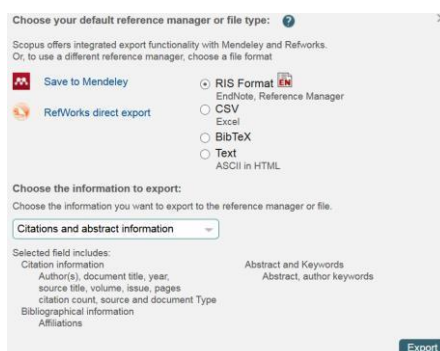 Choose your default reference manager or file type: ?
Scopus offers integrated export functionality with Mendeley and Refworks.
Or, to use a different reference manager, choose a file format
Save to Mendeley
RefWorks direct export
RIS Format EN
EndNote, Reference Manager
CSV
Excel
BibTeX
Text
ASCII in HTML
Choose the information to export:
Choose the information you want to export to the reference manager or file.
Citations and abstract information
Selected field includes:
Citation information
Author(s), document title, year,
source title, volume, issue, pages
citation count, source and document Type
Bibliographical information
Affiliations
Abstract and Keywords
Abstract, author keywords
Export